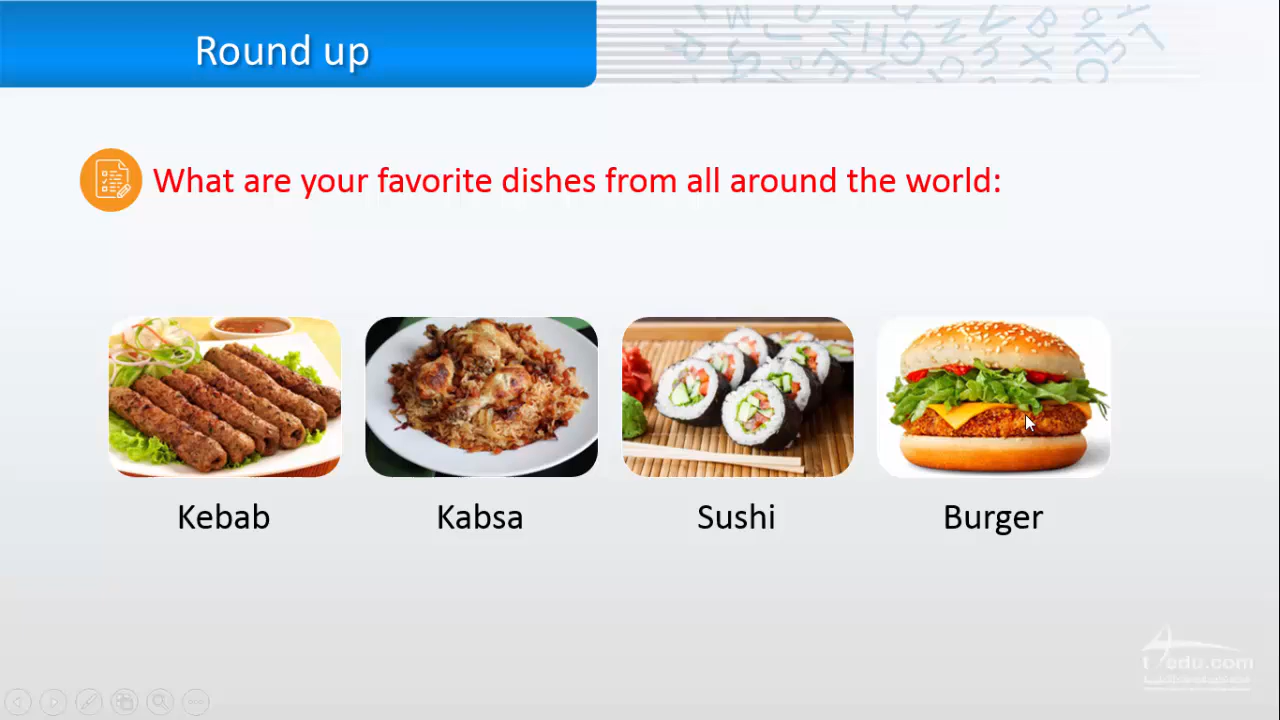 Round up
What are your favorite dishes from all around the world:
Kebab
Kabsa
Sushi
Burger